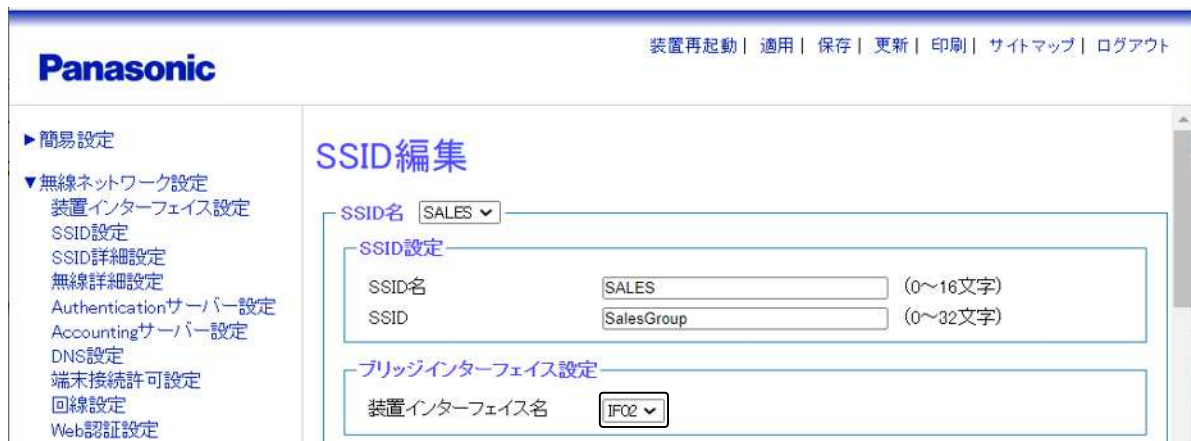 装置再起動| 適用| 保存| 更新| 印刷| サイトマップ| ログアウト
Panasonic
▶簡易設定
▼無線ネットワーク設定
装置インターフェイス設定
SSID設定
SSID詳細設定
無線詳細設定
Authenticationサーバー設定
Accountingサーバー設定
DNS設定
端末接続許可設定
回線設定
Web認証設定
SSID編集
SSID名 SALES
SSID設定
SSID名 SALES (0～16文字)
SSID SalesGroup (0～32文字)
ブリッジインターフェイス設定
装置インターフェイス名 IF02